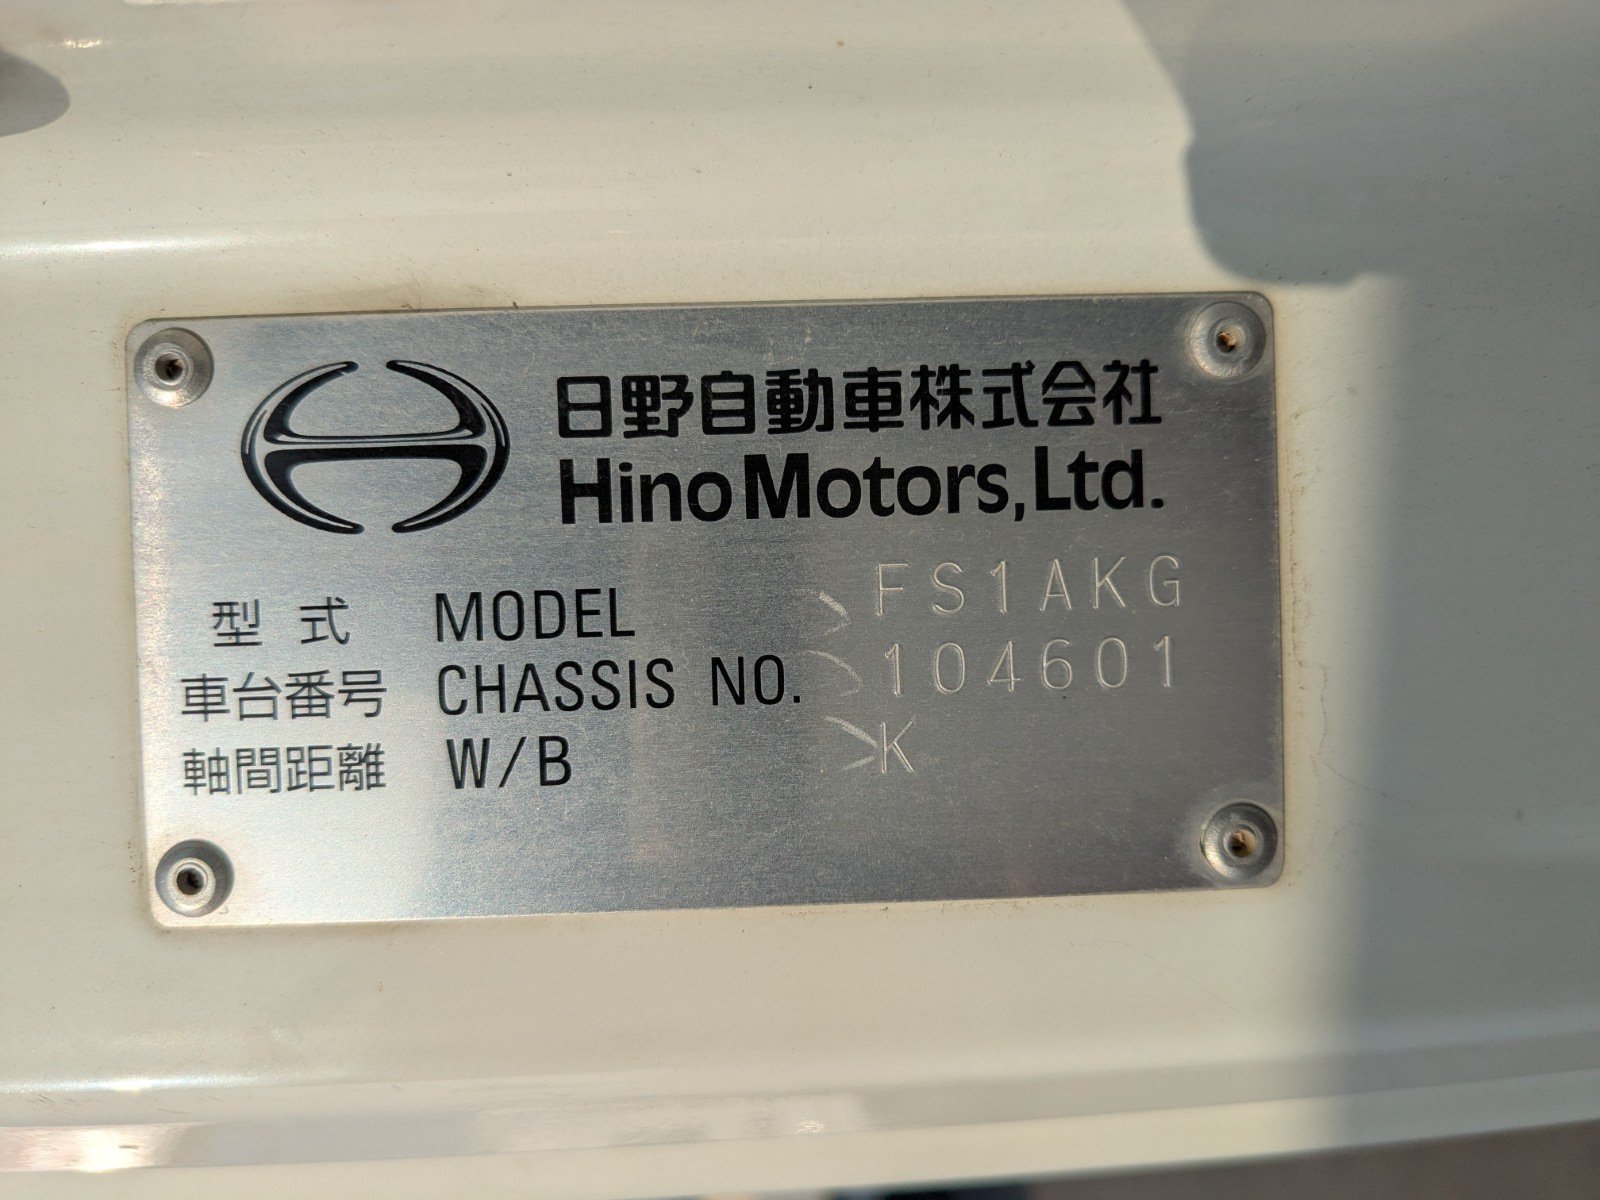 日野自動車株式会社
Hino Motors, Ltd.
型式 MODEL FS1AKG
車台番号 CHASSIS NO. 104601
軸間距離 W/B K